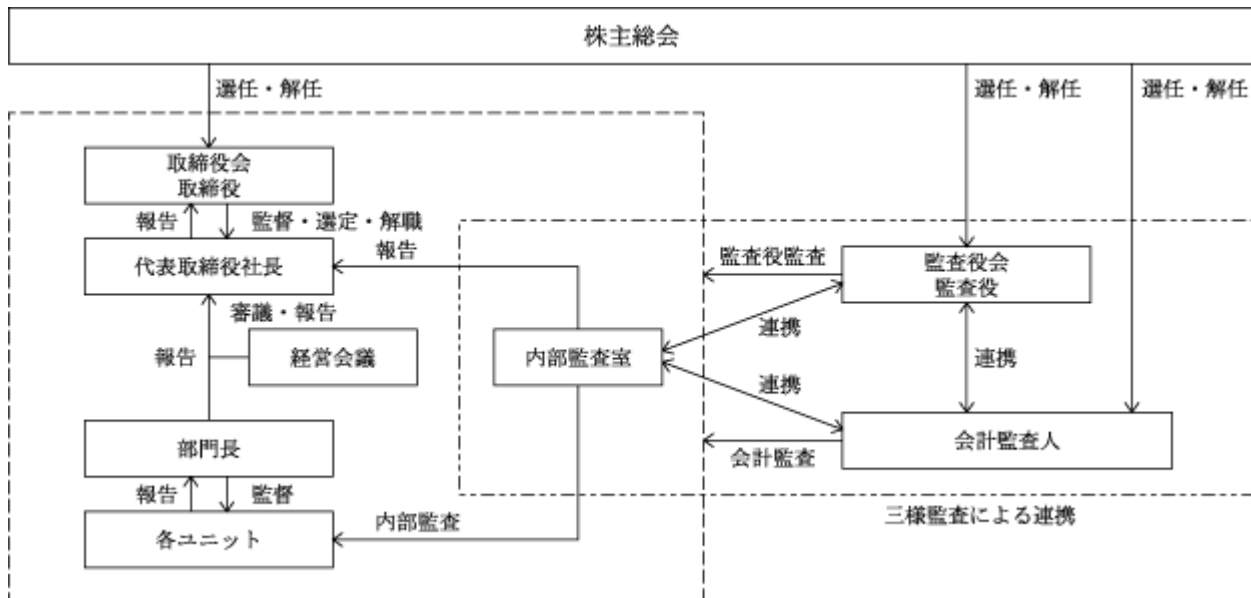 株主総会
選任・解任
選任・解任
選任・解任
取締役会
取締役
報告
監督・選定・解職
代表取締役社長
報告
監査役監査
監査役会
監査役
審議・報告
連携
報告
経営会議
内部監査室
連携
連携
部門長
会計監査
会計監査人
報告
監督
内部監査
三様監査による連携
各ユニット